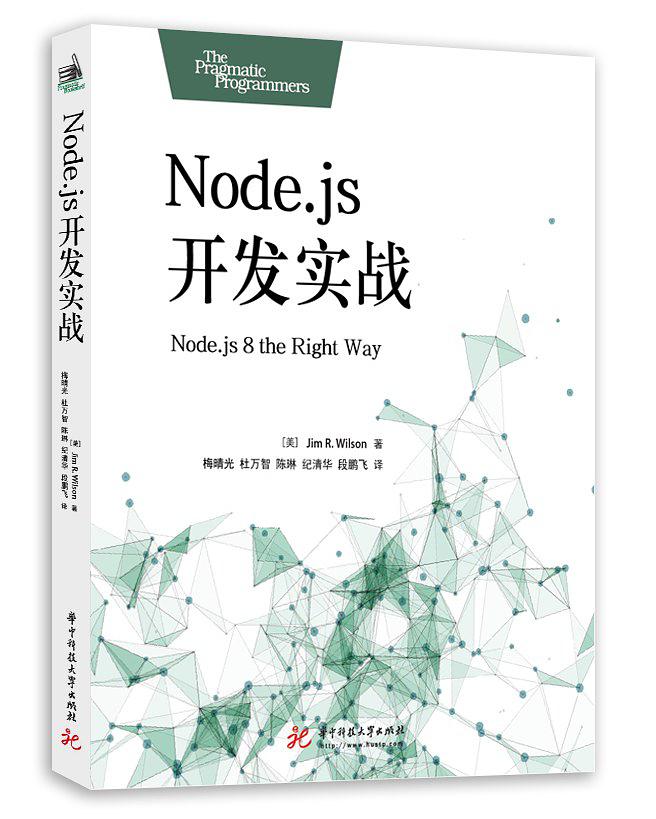 The
Pragmatic
Programmers
Node.js
开发实战
Node.js 8 the Right Way
[美] Jim R. Wilson 著
梅晴光 杜万智 陈琳 纪清华 段鹏飞 译
华中科技大学出版社
http://www.hustp.com
Node.js开发实战
[美] Jim R. Wilson 著
梅晴光 杜万智 陈琳 纪清华 段鹏飞 译
华中科技大学出版社